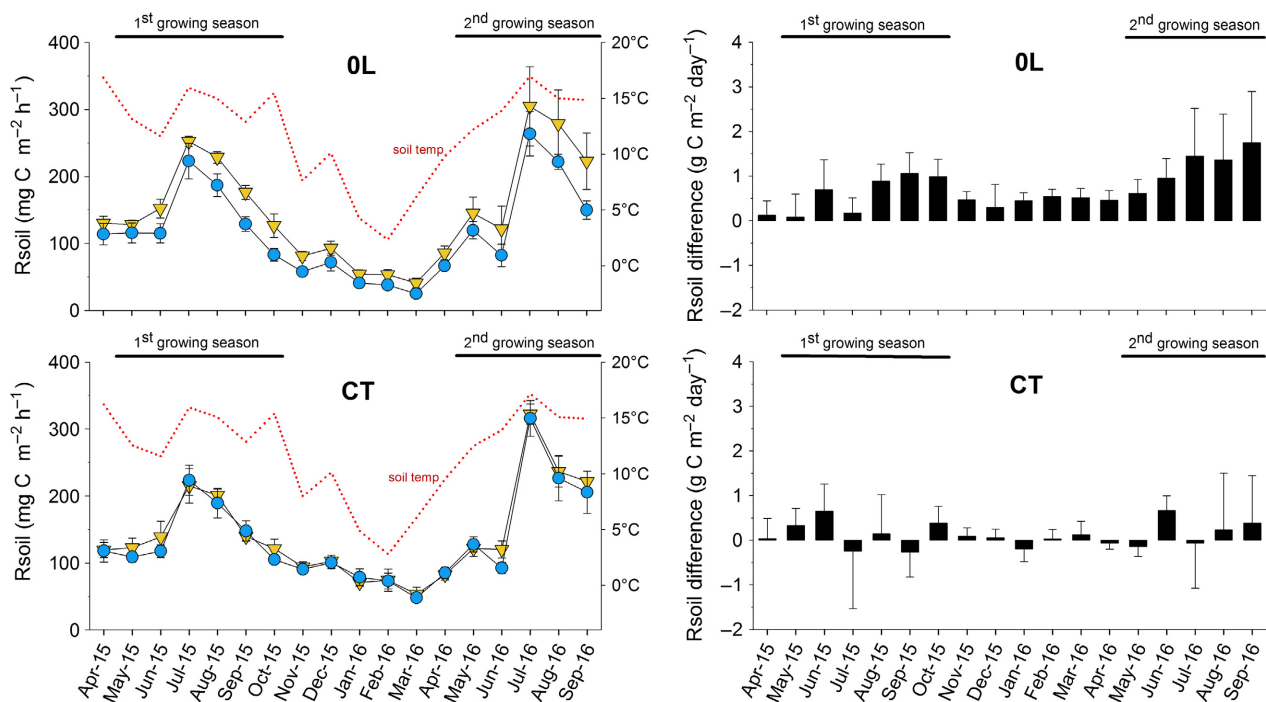 1st growing season
2nd growing season
0L
Rsoil (mg C m−2 h−1)
400
300
200
100
0
20°C
15°C
10°C
5°C
0°C
soil temp
1st growing season
2nd growing season
0L
Rsoil difference (g C m−2 day−1)
4
3
2
1
0
−1
−2
1st growing season
2nd growing season
CT
Rsoil (mg C m−2 h−1)
400
300
200
100
0
20°C
15°C
10°C
5°C
0°C
soil temp
Apr-15
May-15
Jun-15
Jul-15
Aug-15
Sep-15
Oct-15
Nov-15
Dec-15
Jan-16
Feb-16
Mar-16
Apr-16
May-16
Jun-16
Jul-16
Aug-16
Sep-16
1st growing season
2nd growing season
CT
Rsoil difference (g C m−2 day−1)
4
3
2
1
0
−1
−2
Apr-15
May-15
Jun-15
Jul-15
Aug-15
Sep-15
Oct-15
Nov-15
Dec-15
Jan-16
Feb-16
Mar-16
Apr-16
May-16
Jun-16
Jul-16
Aug-16
Sep-16